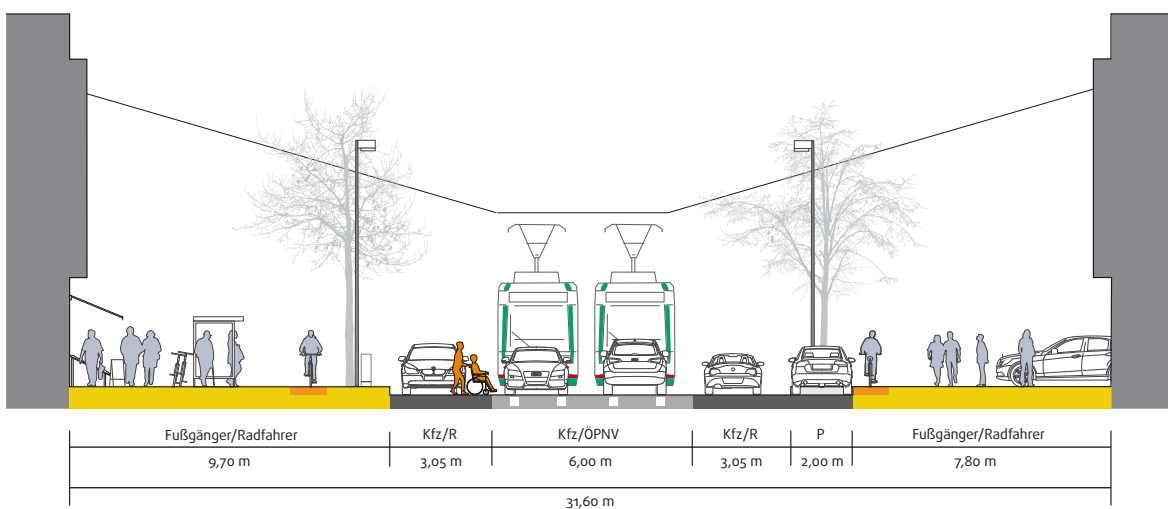 Fußgänger/Radfahrer Kfz/R Kfz/ÖPNV Kfz/R P Fußgänger/Radfahrer
9,70 m 3,05 m 6,00 m 3,05 m 2,00 m 7,80 m
31,60 m